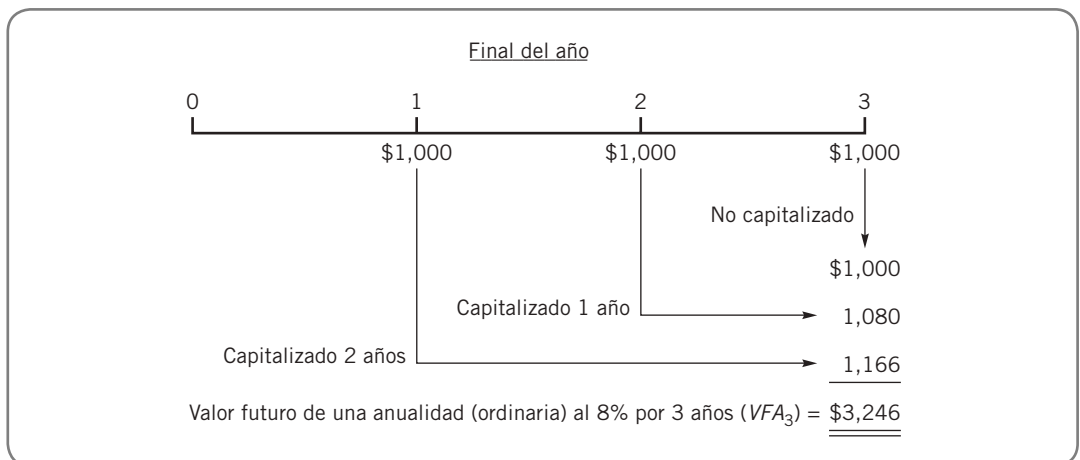 Final del año
0 1 2 3
$1,000 $1,000 $1,000
No capitalizado
$1,000
Capitalizado 1 año 1,080
Capitalizado 2 años 1,166
Valor futuro de una anualidad (ordinaria) al 8% por 3 años (VFA₃) = $3,246